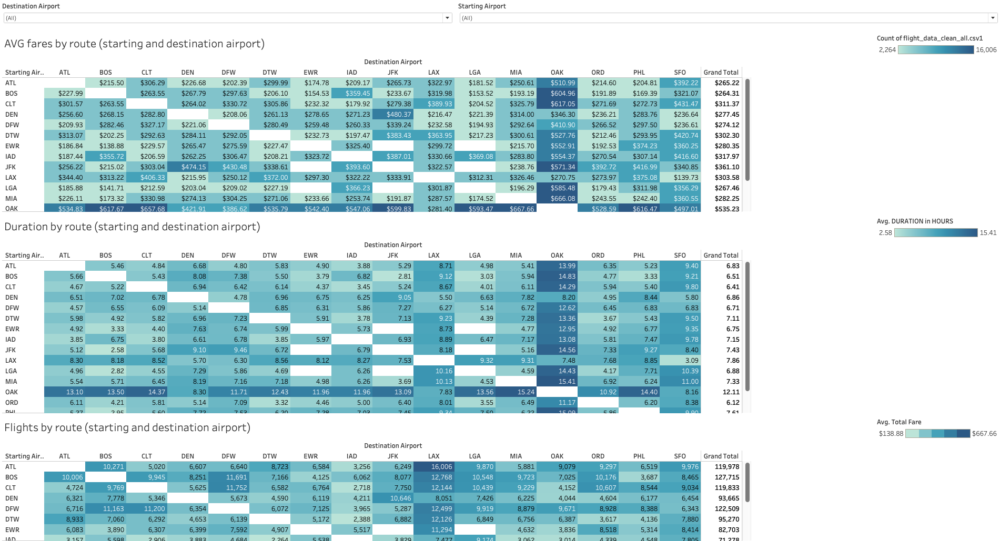 Destination Airport Starting Airport
(All) (All)
AVG fares by route (starting and destination airport)
Count of flight_data_clean_all.csv1
2,264 16,006
Destination Airport
Starting Air.. ATL BOS CLT DEN DFW DTW EWR IAD JFK LAX LGA MIA OAK ORD PHL SFO Grand Total
ATL $215.50 $306.29 $226.68 $202.39 $299.99 $174.78 $209.17 $265.73 $322.97 $181.52 $250.61 $510.99 $214.60 $204.81 $392.22 $265.22
BOS $227.99 $263.55 $267.79 $297.63 $206.10 $154.53 $359.45 $233.67 $319.98 $153.52 $193.19 $604.96 $191.89 $169.39 $321.07 $264.31
CLT $301.57 $263.55 $264.02 $330.72 $305.86 $232.32 $179.92 $279.38 $389.93 $204.52 $325.79 $617.05 $271.69 $272.73 $431.47 $311.37
DEN $256.60 $268.15 $282.80 $208.06 $261.13 $278.65 $271.23 $480.37 $216.47 $221.39 $314.00 $346.30 $236.21 $283.76 $236.64 $277.45
DFW $209.93 $282.46 $327.17 $221.06 $280.49 $259.48 $260.33 $339.24 $232.58 $194.93 $292.64 $410.90 $266.52 $297.50 $236.61 $274.12
DTW $313.07 $202.25 $292.63 $284.11 $292.05 $232.73 $197.47 $383.43 $363.95 $217.23 $300.61 $527.76 $212.46 $293.95 $420.74 $302.30
EWR $186.84 $138.88 $229.57 $265.47 $275.59 $227.47 $325.40 $299.72 $215.70 $552.91 $192.53 $374.23 $360.25 $280.35
IAD $187.44 $355.72 $206.59 $262.25 $306.47 $208.21 $323.72 $387.01 $330.66 $369.08 $283.80 $554.37 $270.54 $307.14 $416.60 $317.97
JFK $256.22 $215.02 $303.04 $474.15 $430.48 $338.61 $393.60 $322.57 $238.76 $571.34 $392.72 $416.99 $340.85 $361.10
LAX $344.40 $313.22 $406.33 $215.95 $250.12 $372.00 $297.30 $322.22 $333.91 $312.31 $326.46 $270.75 $273.97 $375.08 $139.73 $303.58
LGA $185.88 $141.71 $212.59 $203.04 $209.02 $227.19 $366.23 $301.87 $196.29 $585.48 $179.43 $311.98 $356.29 $267.46
MIA $226.11 $173.32 $330.98 $274.13 $304.25 $271.06 $233.66 $253.74 $191.87 $287.57 $174.52 $666.08 $243.55 $242.40 $360.55 $282.25
OAK $534.83 $617.67 $657.68 $421.91 $386.62 $535.79 $542.40 $547.06 $599.83 $281.40 $593.47 $667.66 $528.59 $616.47 $497.01 $535.23
Duration by route (starting and destination airport)
Avg. DURATION in HOURS
2.58 15.41
Destination Airport
Starting Air.. ATL BOS CLT DEN DFW DTW EWR IAD JFK LAX LGA MIA OAK ORD PHL SFO Grand Total
ATL 5.46 4.84 6.68 4.80 5.83 4.90 3.88 5.29 8.71 4.98 5.41 13.99 6.35 5.23 9.40 6.83
BOS 5.66 5.43 8.08 7.38 5.50 3.79 6.82 2.81 9.12 3.03 5.94 14.83 4.77 3.33 9.21 6.51
CLT 4.67 5.22 6.94 6.42 6.14 4.37 3.45 5.24 8.67 4.01 6.11 14.29 5.94 5.40 9.80 6.41
DEN 6.51 7.02 6.78 4.78 6.96 6.75 6.25 9.05 5.50 6.63 7.82 8.20 4.95 8.44 5.80 6.86
DFW 4.57 6.55 6.09 5.14 6.85 6.31 5.86 7.27 6.27 5.14 6.72 12.62 6.45 6.83 6.83 6.71
DTW 5.98 4.92 5.82 6.96 7.23 5.91 3.78 7.13 9.23 4.39 7.28 13.36 3.67 5.43 9.50 7.11
EWR 4.92 3.33 4.40 7.63 6.74 5.99 5.73 8.73 4.77 12.95 4.92 6.77 9.35 6.75
IAD 3.85 6.75 3.80 6.61 6.78 3.85 5.97 6.93 8.89 6.47 7.17 13.08 5.81 7.47 9.78 7.15
JFK 5.12 2.58 5.68 9.10 9.46 6.72 6.79 8.18 5.16 14.56 7.33 9.27 8.40 7.43
LAX 8.30 8.18 8.52 5.70 6.30 8.56 8.12 8.27 7.53 9.32 9.31 7.48 7.68 8.85 3.09 7.86
LGA 4.96 2.82 4.55 7.29 5.86 4.69 6.26 10.16 4.59 14.43 4.17 7.71 10.39 6.88
MIA 5.54 5.71 6.45 8.19 7.16 7.18 4.98 6.26 3.69 10.13 4.53 15.41 6.92 6.24 11.00 7.33
OAK 13.10 13.50 14.37 8.30 11.71 12.43 11.96 11.96 13.09 7.83 13.56 15.24 10.92 14.40 8.16 12.11
ORD 6.11 4.21 5.81 5.14 7.09 3.32 4.46 5.00 6.40 8.01 3.55 6.49 11.17 6.20 8.38 6.12
Flights by route (starting and destination airport)
Avg. Total Fare
$138.88 $667.66
Destination Airport
Starting Air.. ATL BOS CLT DEN DFW DTW EWR IAD JFK LAX LGA MIA OAK ORD PHL SFO Grand Total
ATL 10,271 5,020 6,607 6,640 8,723 6,584 3,256 6,249 16,006 9,870 5,881 9,079 9,297 6,519 9,976 119,978
BOS 10,006 9,945 8,251 11,691 7,166 4,125 6,062 8,077 12,768 10,548 9,723 7,025 10,176 3,687 8,465 127,715
CLT 4,724 9,769 5,625 11,752 6,582 6,764 2,718 7,750 12,144 10,439 9,229 4,152 10,607 8,544 9,034 119,833
DEN 6,321 7,778 5,346 5,673 4,590 6,119 4,211 10,646 8,051 7,426 6,225 4,044 4,604 6,177 6,454 93,665
DFW 6,716 11,163 11,200 6,354 6,072 7,125 3,965 5,287 12,499 9,919 8,879 9,671 8,928 8,388 6,343 122,509
DTW 8,933 7,060 6,292 4,653 6,139 5,172 2,388 6,882 12,126 6,849 6,756 6,387 3,617 4,136 7,880 95,270
EWR 6,083 3,890 6,307 6,399 7,592 4,907 5,517 11,294 4,632 3,836 8,518 5,314 8,414 82,703